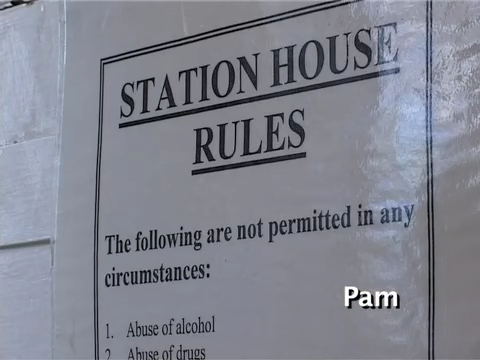 STATION HOUSE
RULES
The following are not permitted in any
circumstances:
1. Abuse of alcohol
2. Abuse of drugs
Pam